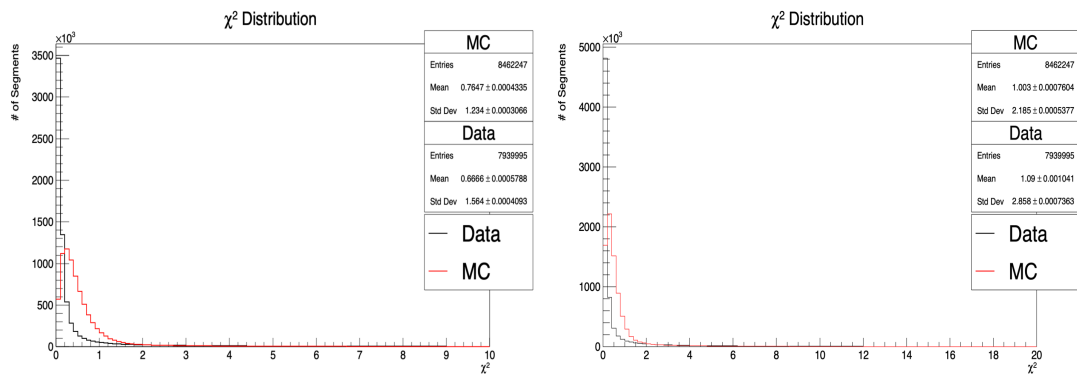 χ² Distribution
×10³
# of Segments
3500
3000
2500
2000
1500
1000
500
0
0 1 2 3 4 5 6 7 8 9 10
χ²
MC
Entries 8462247
Mean 0.7647 ± 0.0004335
Std Dev 1.234 ± 0.0003066
Data
Entries 7939995
Mean 0.6666 ± 0.0005788
Std Dev 1.564 ± 0.0004093
Data
MC
χ² Distribution
×10³
# of Segments
5000
4000
3000
2000
1000
0
0 2 4 6 8 10 12 14 16 18 20
χ²
MC
Entries 8462247
Mean 1.003 ± 0.0007604
Std Dev 2.185 ± 0.0005377
Data
Entries 7939995
Mean 1.09 ± 0.001041
Std Dev 2.858 ± 0.0007363
Data
MC